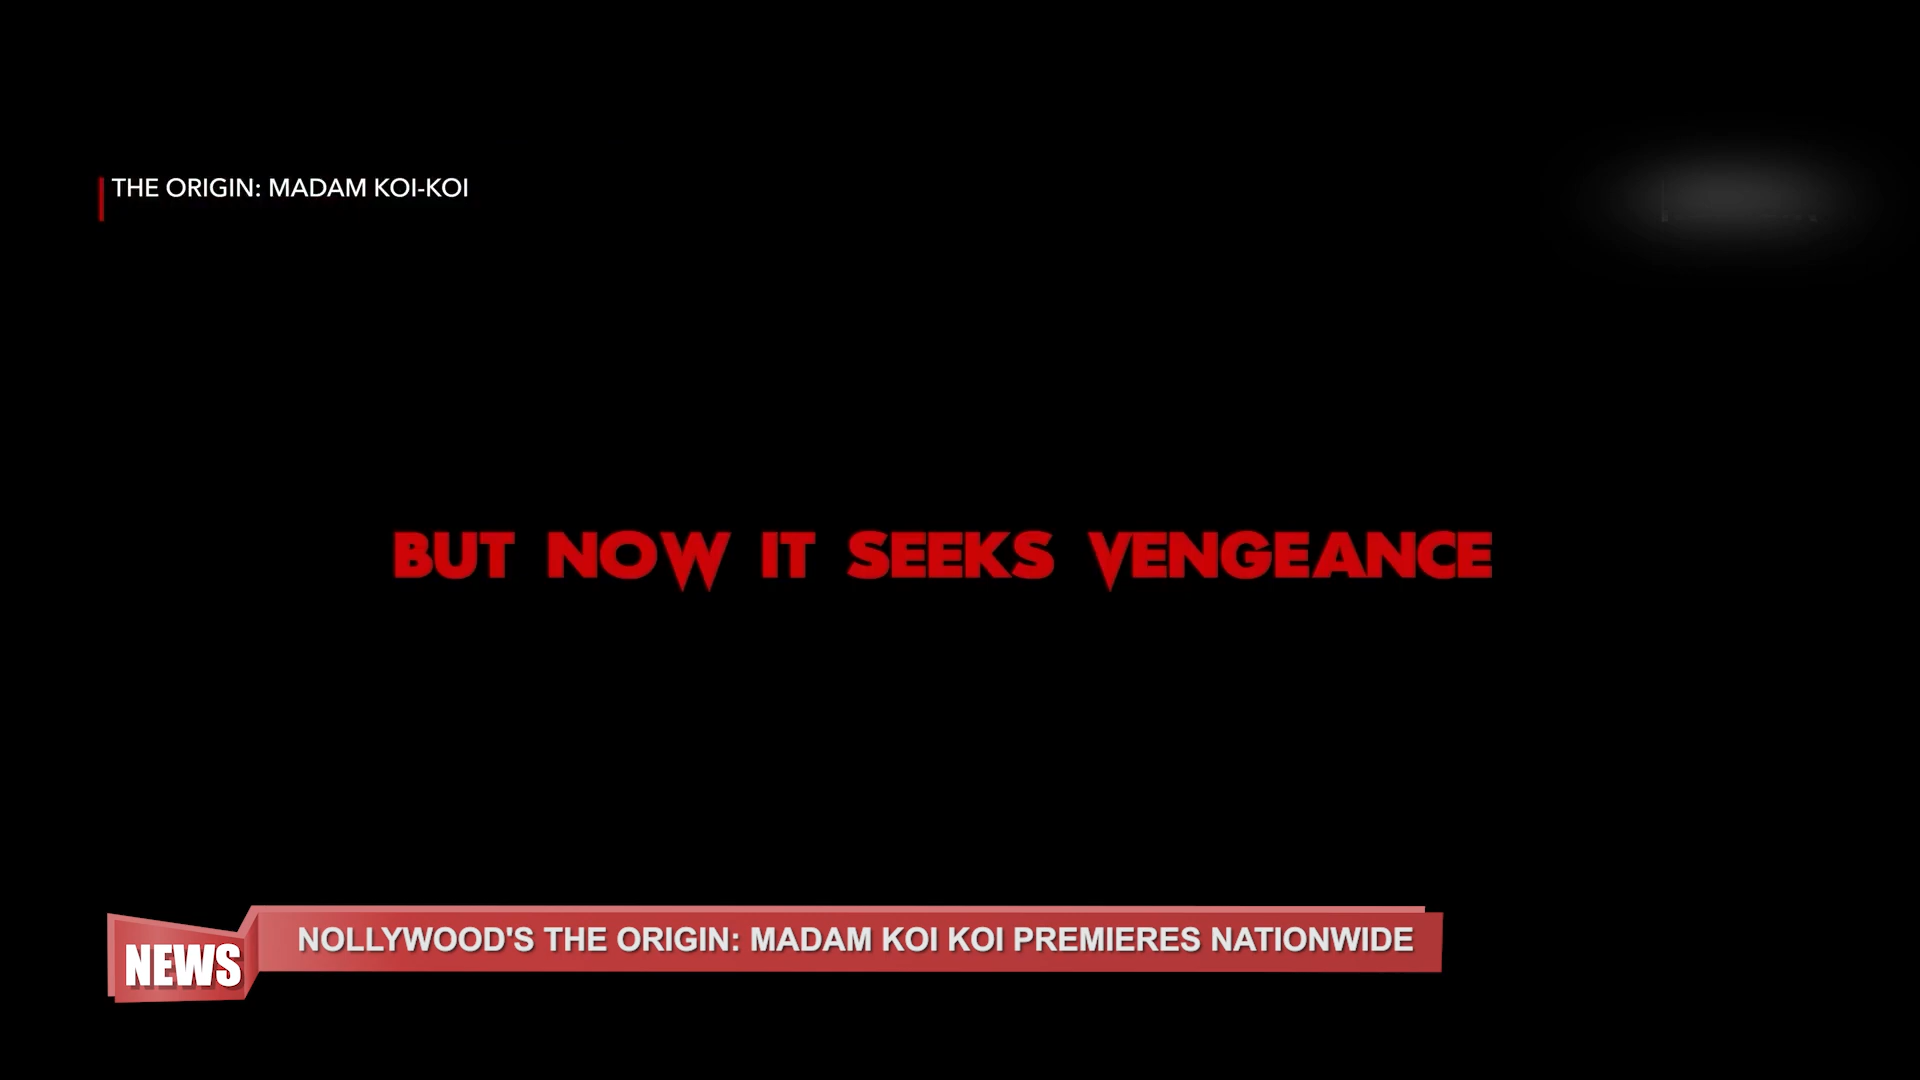 THE ORIGIN: MADAM KOI-KOI
BUT NOW IT SEEKS VENGEANCE
NOLLYWOOD'S THE ORIGIN: MADAM KOI KOI PREMIERES NATIONWIDE
NEWS